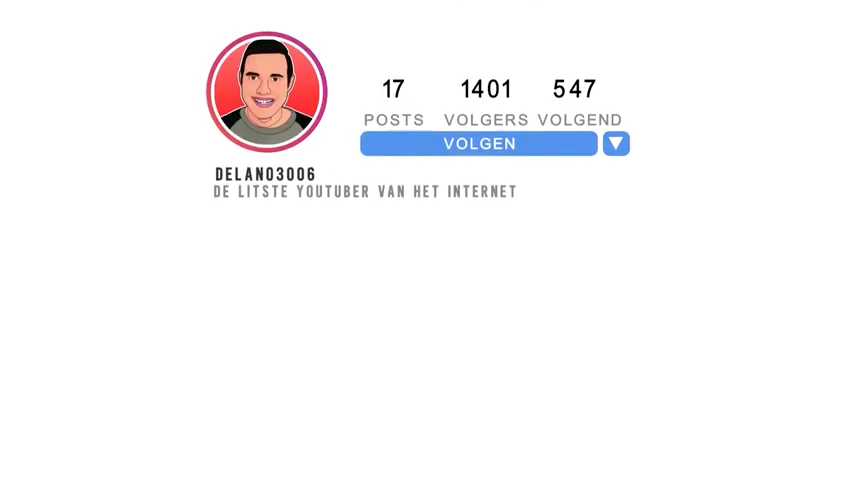 17 1401 547
POSTS VOLGERS VOLGEND
VOLGEN
DELANO3006
DE LITSTE YOUTUBER VAN HET INTERNET